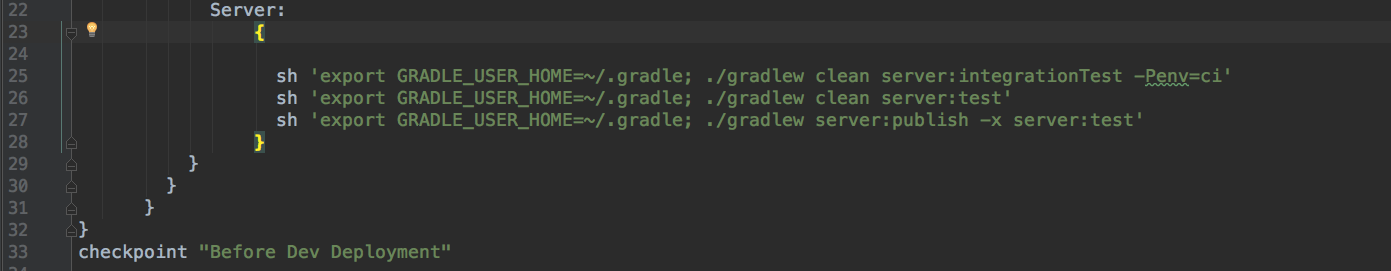 22 Server:
23 {
24
25 sh 'export GRADLE_USER_HOME=~/.gradle; ./gradlew clean server:integrationTest -Penv=ci'
26 sh 'export GRADLE_USER_HOME=~/.gradle; ./gradlew clean server:test'
27 sh 'export GRADLE_USER_HOME=~/.gradle; ./gradlew server:publish -x server:test'
28 }
29 }
30 }
31 }
32 }
33 checkpoint "Before Dev Deployment"